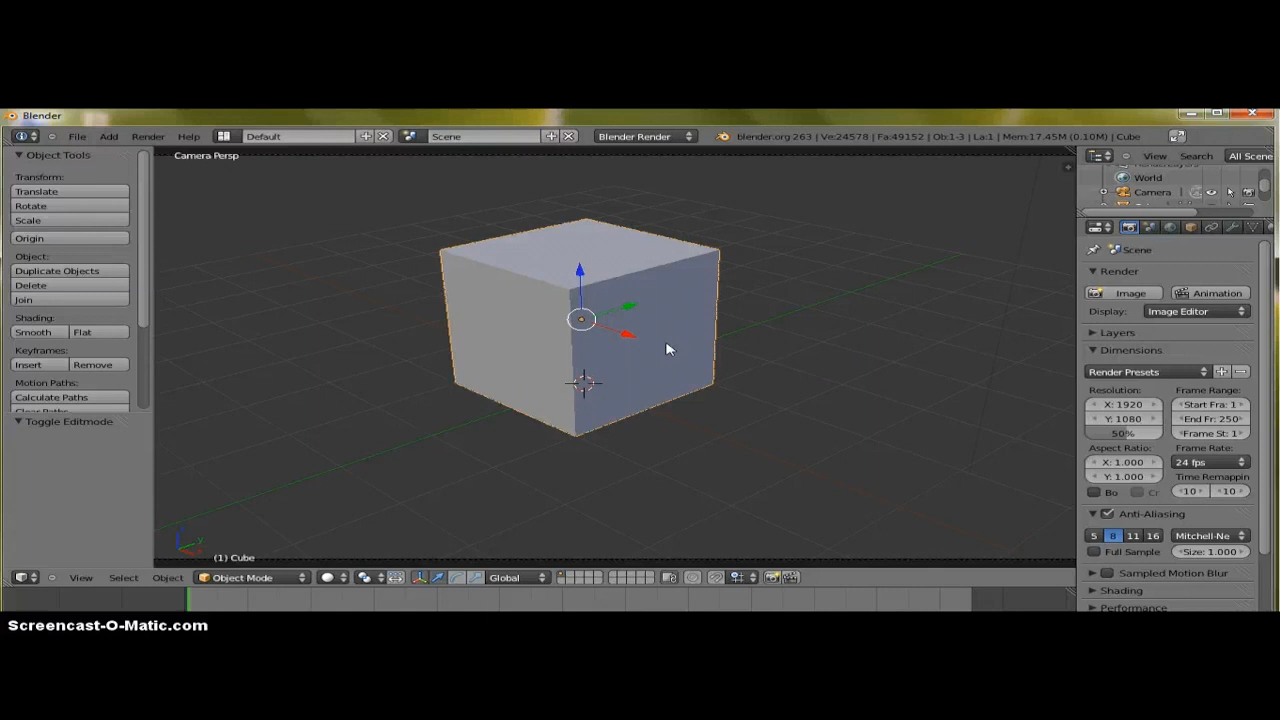 Blender
File Add Render Help Default Scene Blender Render blender.org 263 | Ve:24578 | Fa:49152 | Ob:1-3 | La:1 | Mem:17.45M (0.10M) | Cube
Object Tools
Transform:
Translate
Rotate
Scale
Origin
Object:
Duplicate Objects
Delete
Join
Shading:
Smooth Flat
Keyframes:
Insert Remove
Motion Paths:
Calculate Paths
Toggle Editmode
Camera Persp
(1) Cube
View Select Object Object Mode Global
View Search All Scene
World
Camera
Scene
Render
Image Animation
Display: Image Editor
Layers
Dimensions
Render Presets
Resolution: Frame Range:
X: 1920 Start Fra: 1
Y: 1080 End Fr: 250
50% Frame St: 1
Aspect Ratio: Frame Rate:
X: 1.000 24 fps
Y: 1.000 Time Remappin
Bo Cr 10 10
Anti-Aliasing
5 8 11 16 Mitchell-Ne
Full Sample Size: 1.000
Sampled Motion Blur
Shading
Performance
Screencast-O-Matic.com